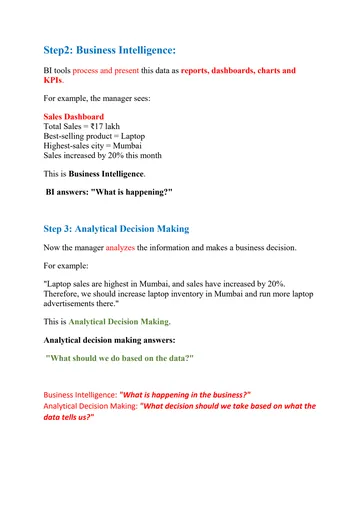 Step2: Business Intelligence:
BI tools process and present this data as reports, dashboards, charts and
KPIs.
For example, the manager sees:
Sales Dashboard
Total Sales = ₹17 lakh
Best-selling product = Laptop
Highest-sales city = Mumbai
Sales increased by 20% this month
This is Business Intelligence.
BI answers: "What is happening?"
Step 3: Analytical Decision Making
Now the manager analyzes the information and makes a business decision.
For example:
"Laptop sales are highest in Mumbai, and sales have increased by 20%.
Therefore, we should increase laptop inventory in Mumbai and run more laptop
advertisements there."
This is Analytical Decision Making.
Analytical decision making answers:
"What should we do based on the data?"
Business Intelligence: "What is happening in the business?"
Analytical Decision Making: "What decision should we take based on what the
data tells us?"